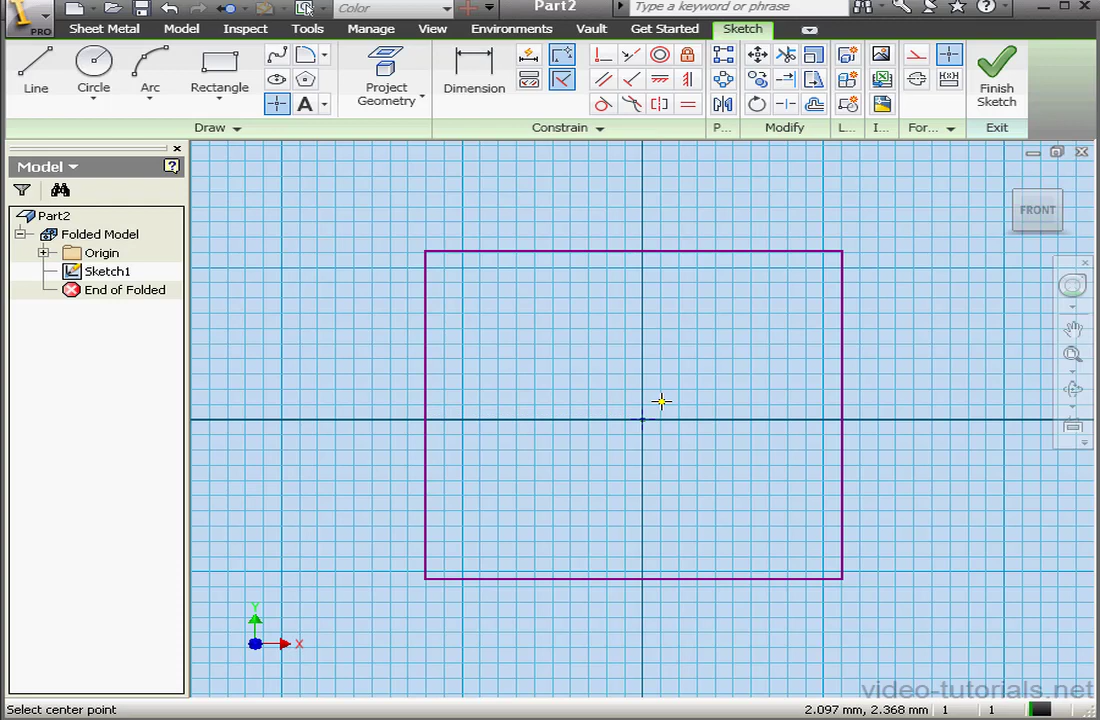 Color
Part2
Type a keyword or phrase
PRO
Sheet Metal
Model
Inspect
Tools
Manage
View
Environments
Vault
Get Started
Sketch
Line
Circle
Arc
Rectangle
A
Project Geometry
Dimension
Finish Sketch
Draw
Constrain
P...
Modify
L...
I...
For...
Exit
Model
Part2
Folded Model
Origin
Sketch1
End of Folded
FRONT
Y
X
video-tutorials.net
Select center point
2.097 mm, 2.368 mm
1
1